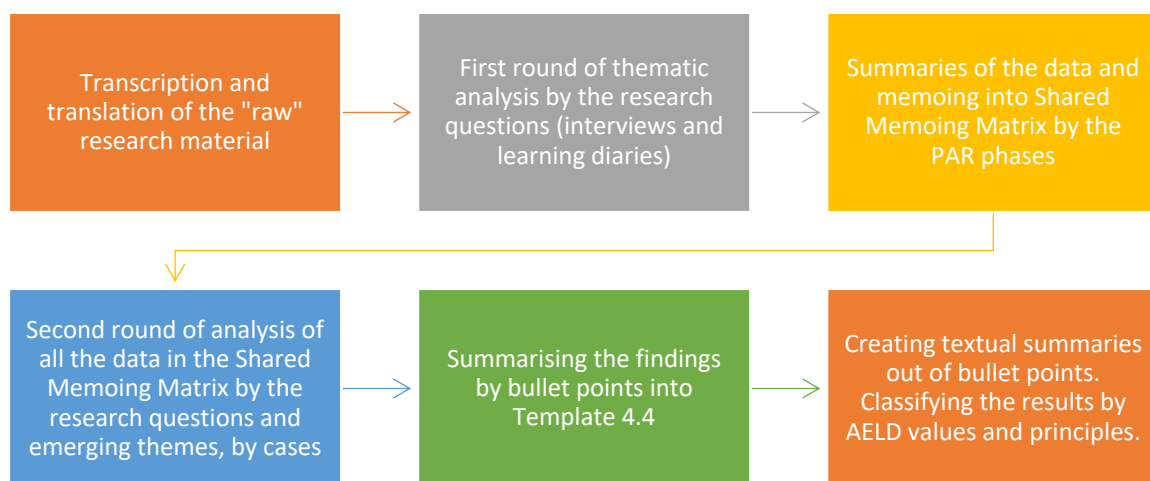 Transcription and
translation of the "raw"
research material
First round of thematic
analysis by the research
questions (interviews and
learning diaries)
Summaries of the data and
memoing into Shared
Memoing Matrix by the
PAR phases
Second round of analysis of
all the data in the Shared
Memoing Matrix by the
research questions and
emerging themes, by cases
Summarising the findings
by bullet points into
Template 4.4
Creating textual summaries
out of bullet points.
Classifying the results by
AELD values and principles.